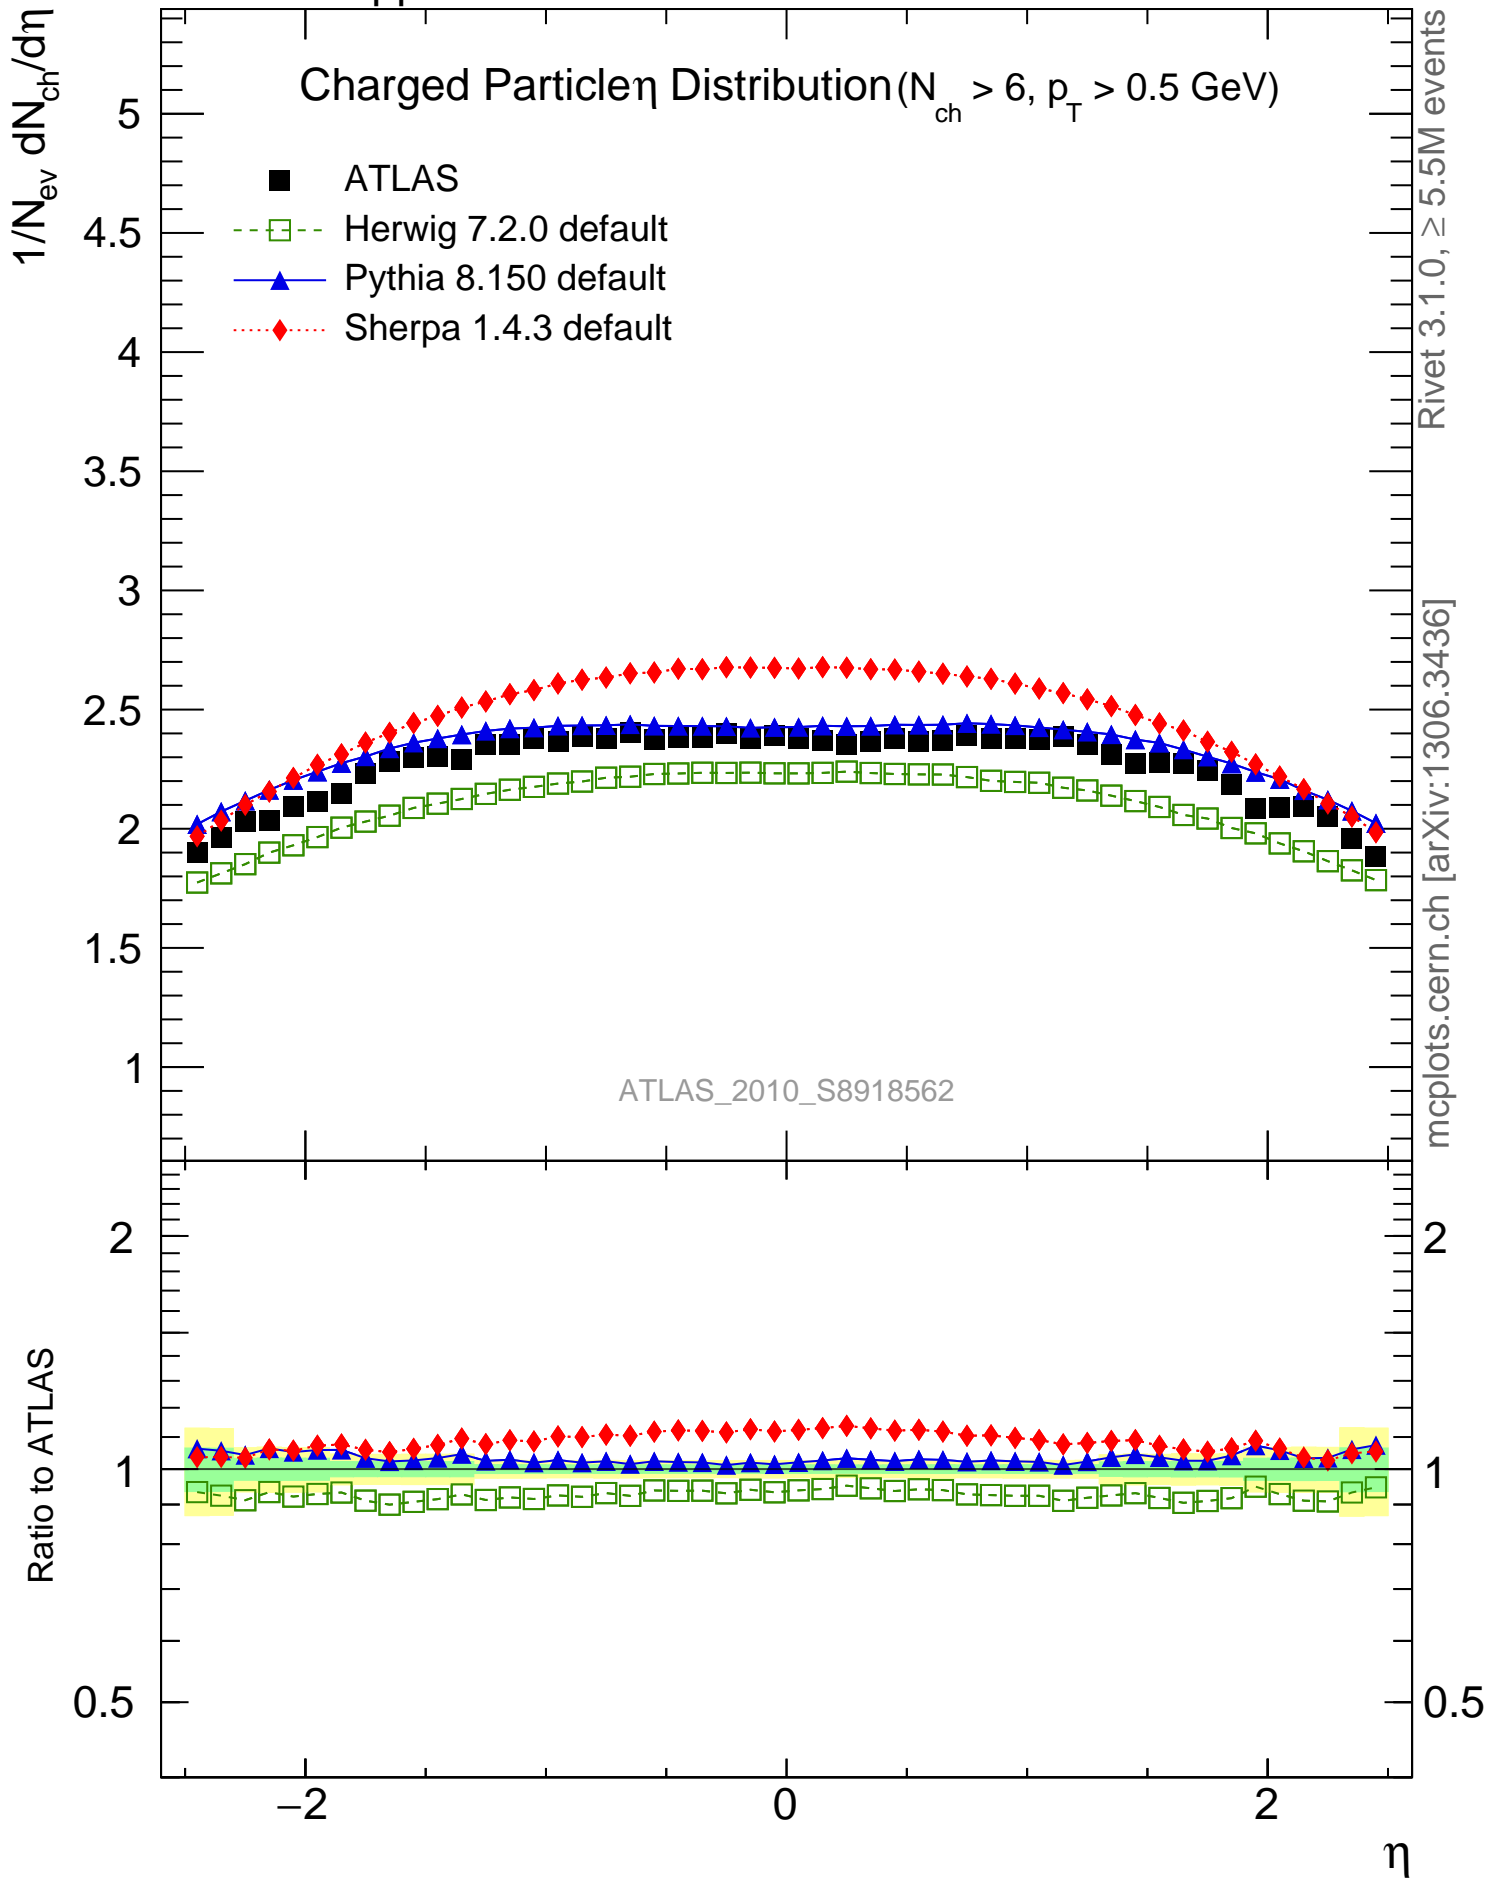 1/N_ev dN_ch/dη
Charged Particleη Distribution (N_ch > 6, p_T > 0.5 GeV)
ATLAS
Herwig 7.2.0 default
Pythia 8.150 default
Sherpa 1.4.3 default
5
4.5
4
3.5
3
2.5
2
1.5
1
ATLAS_2010_S8918562
Rivet 3.1.0, ≥ 5.5M events
mcplots.cern.ch [arXiv:1306.3436]
Ratio to ATLAS
2
1
0.5
2
1
0.5
−2
0
2
η